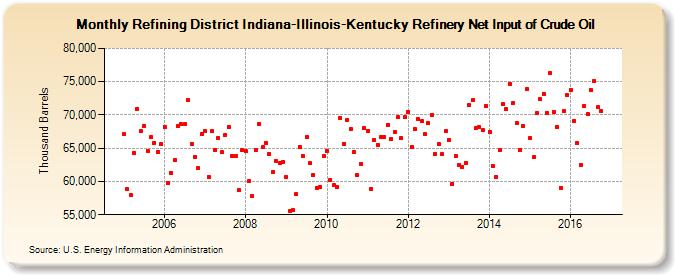 Monthly Refining District Indiana-Illinois-Kentucky Refinery Net Input of Crude Oil
Thousand Barrels
80,000
75,000
70,000
65,000
60,000
55,000
2006 2008 2010 2012 2014 2016
Source: U.S. Energy Information Administration